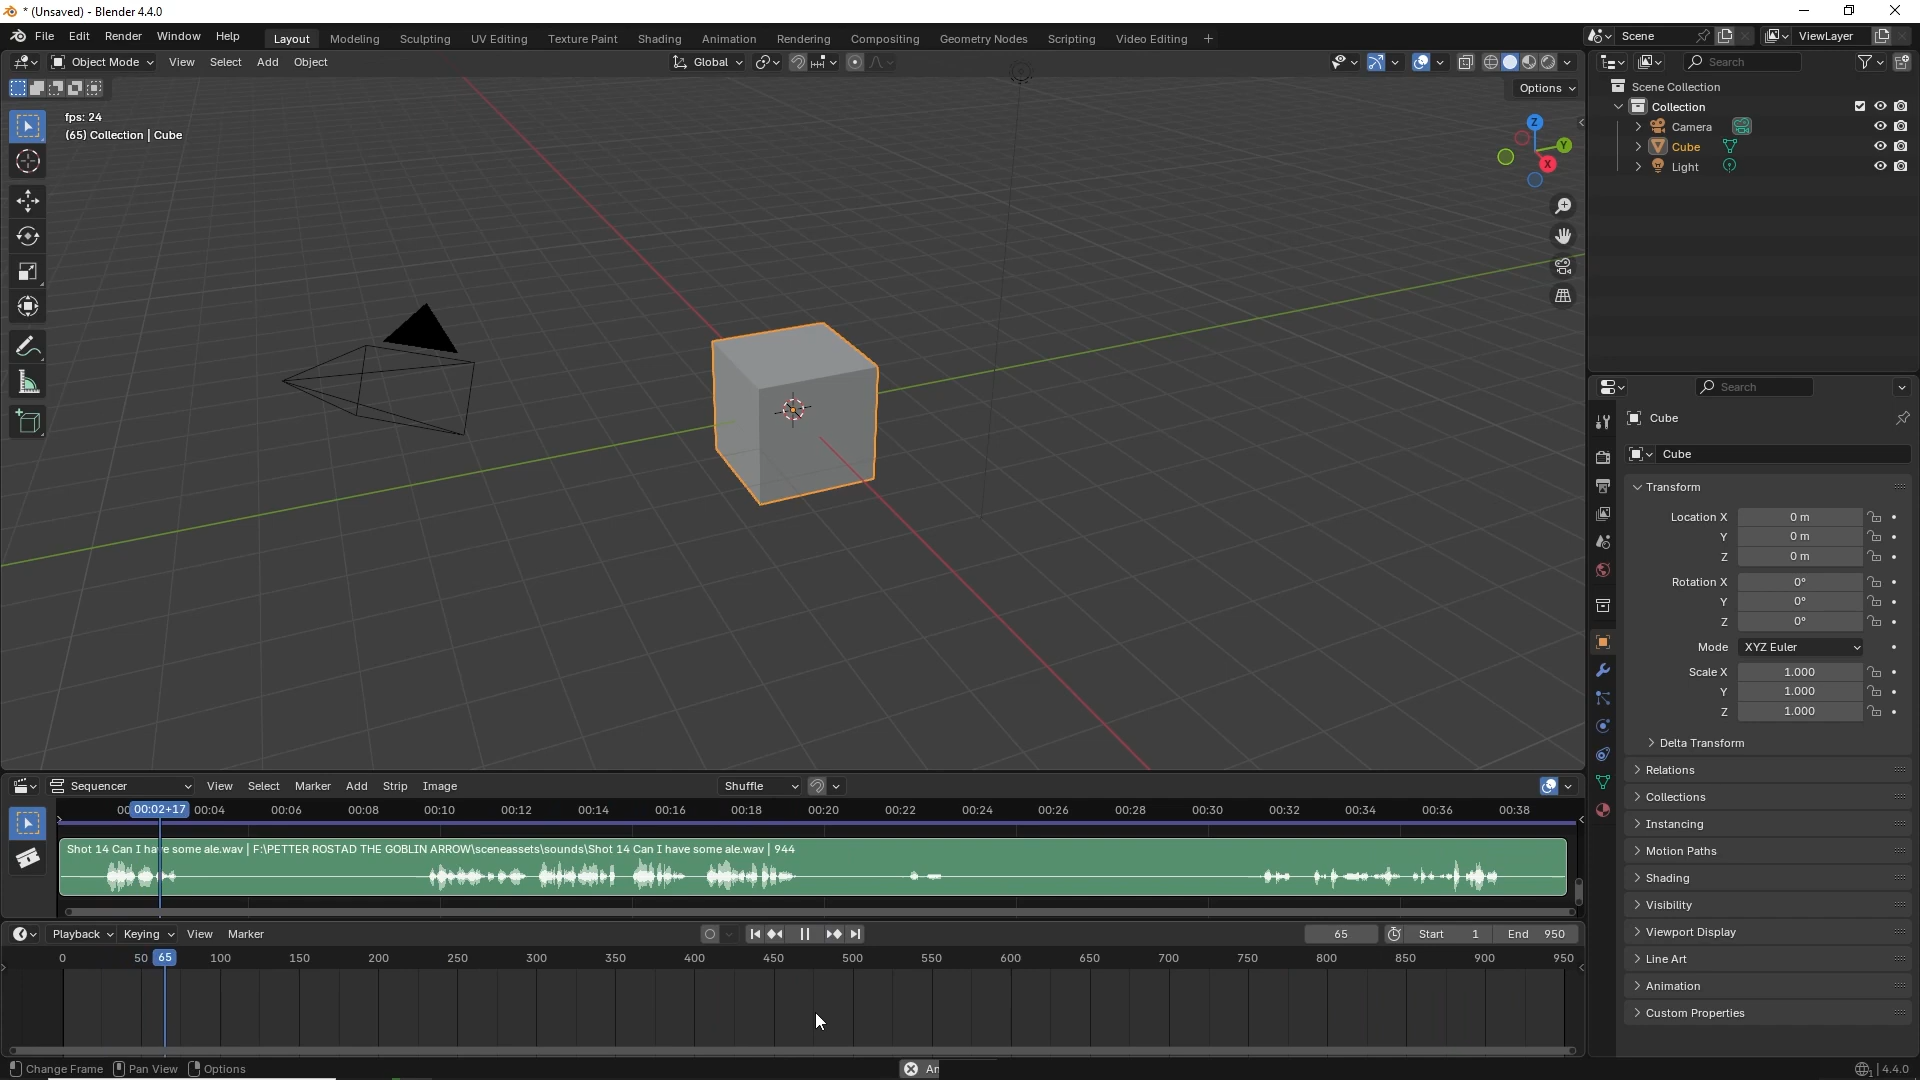 * (Unsaved) - Blender 4.4.0
File Edit Render Window Help Layout Modeling Sculpting UV Editing Texture Paint Shading Animation Rendering Compositing Geometry Nodes Scripting Video Editing + Scene ViewLayer
Object Mode View Select Add Object Global Search
Options
fps: 24
(65) Collection | Cube
Z
Y
X
Scene Collection
Collection
Camera
Cube
Light
Search
Cube
Cube
Transform
Location X 0 m
Y 0 m
Z 0 m
Rotation X 0°
Y 0°
Z 0°
Mode XYZ Euler
Scale X 1.000
Y 1.000
Z 1.000
Delta Transform
Relations
Collections
Instancing
Motion Paths
Shading
Visibility
Viewport Display
Line Art
Animation
Custom Properties
Sequencer View Select Marker Add Strip Image Shuffle
00:02+17 00:04 00:06 00:08 00:10 00:12 00:14 00:16 00:18 00:20 00:22 00:24 00:26 00:28 00:30 00:32 00:34 00:36 00:38
Shot 14 Can I have some ale.wav | F:\PETTER ROSTAD THE GOBLIN ARROW\sceneassets\sounds\Shot 14 Can I have some ale.wav | 944
Playback Keying View Marker 65 Start 1 End 950
0 50 65 100 150 200 250 300 350 400 450 500 550 600 650 700 750 800 850 900 950
Change Frame Pan View Options 4.4.0